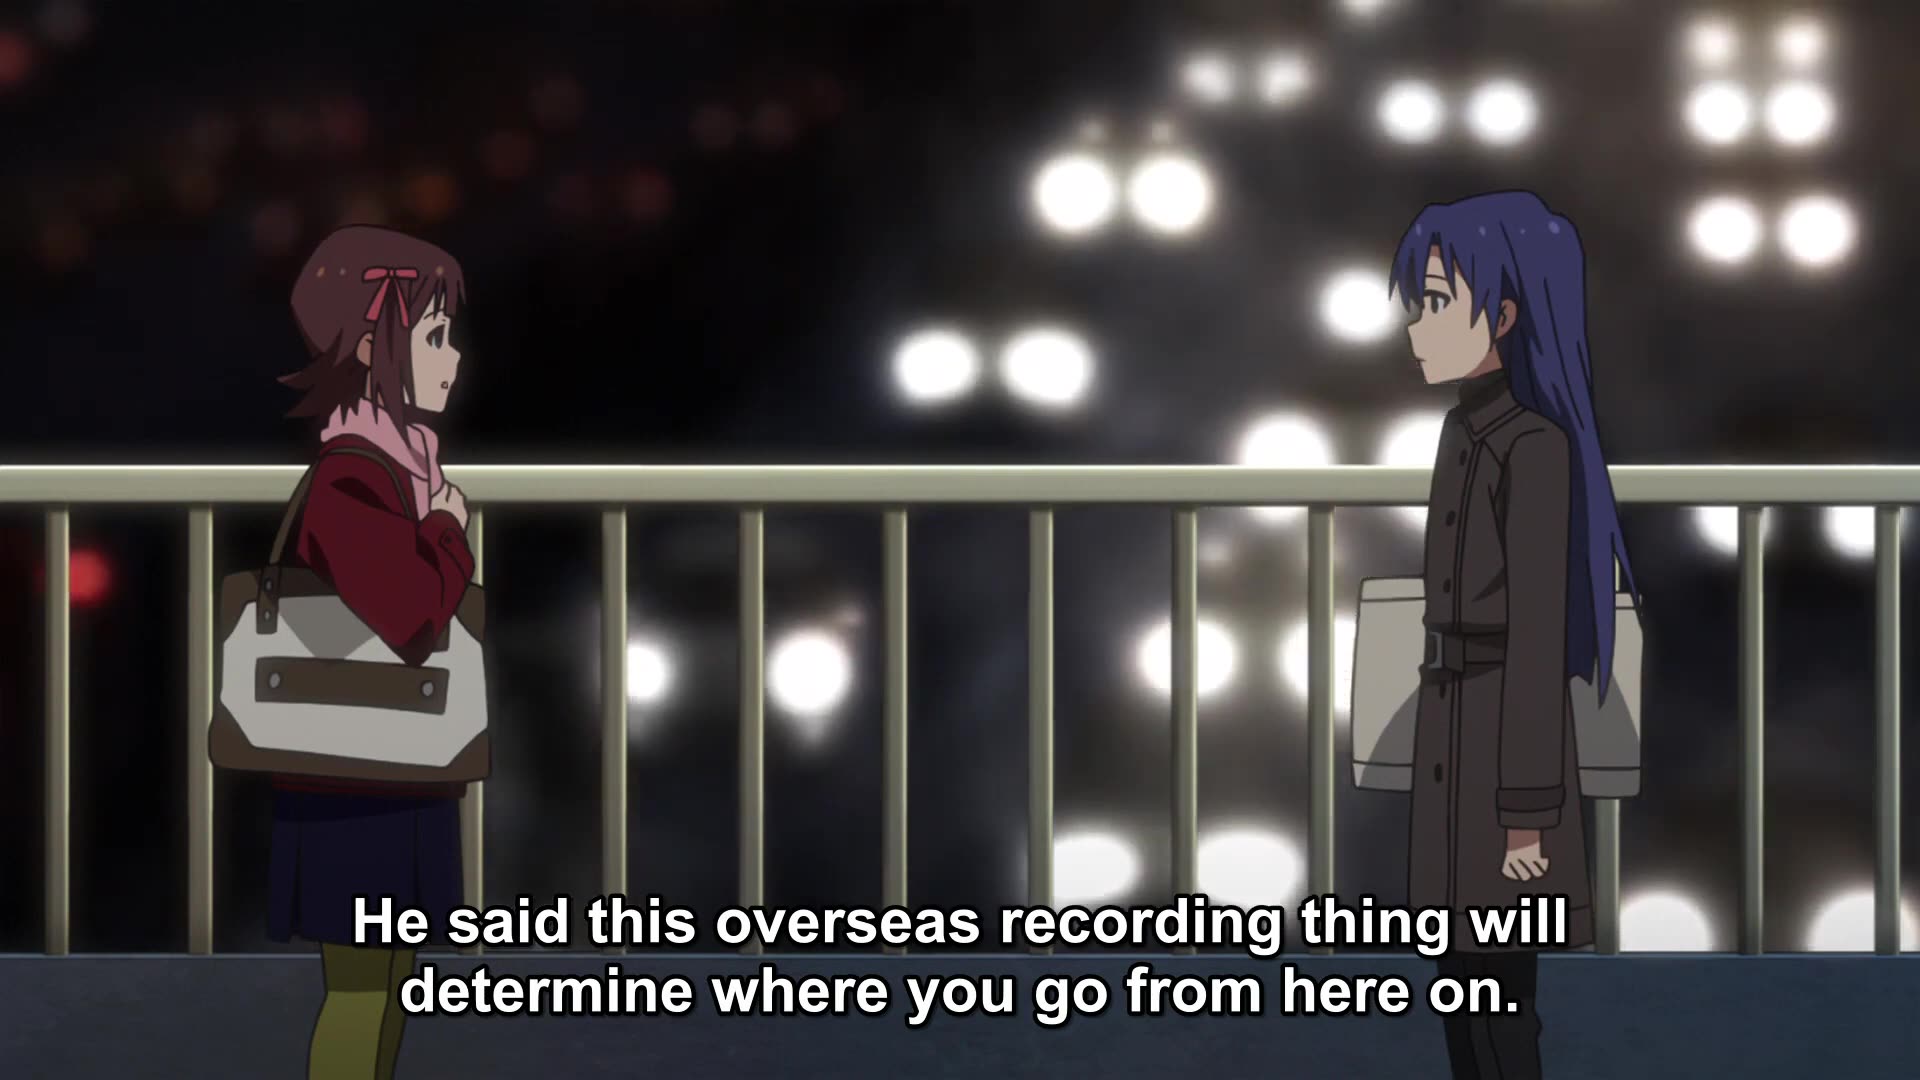 He said this overseas recording thing will
determine where you go from here on.